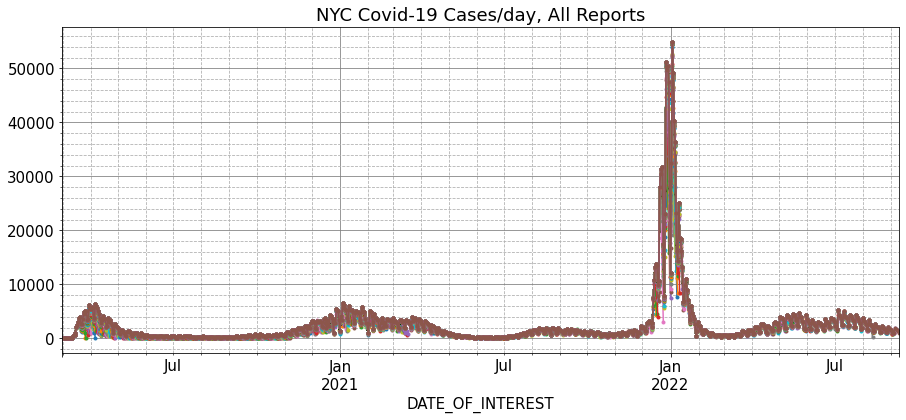 NYC Covid-19 Cases/day, All Reports
50000
40000
30000
20000
10000
0
Jul
Jan
2021
Jul
Jan
2022
Jul
DATE_OF_INTEREST